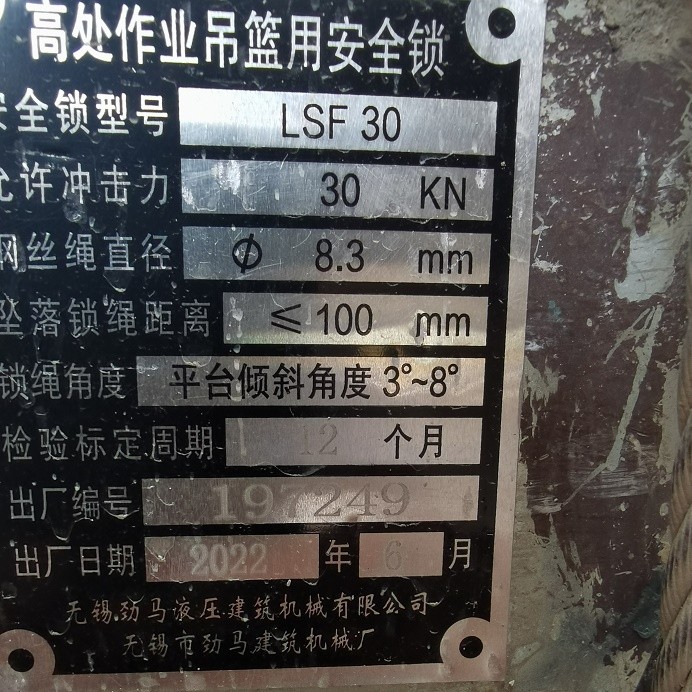 高处作业吊篮用安全锁
安全锁型号 LSF 30
允许冲击力 30 KN
钢丝绳直径 Φ 8.3 mm
坠落锁绳距离 ≤100 mm
锁绳角度 平台倾斜角度 3°~8°
检验标定周期 12 个月
出厂编号 197249
出厂日期 2022 年 6 月
无锡劲马液压建筑机械有限公司
无锡市劲马建筑机械厂